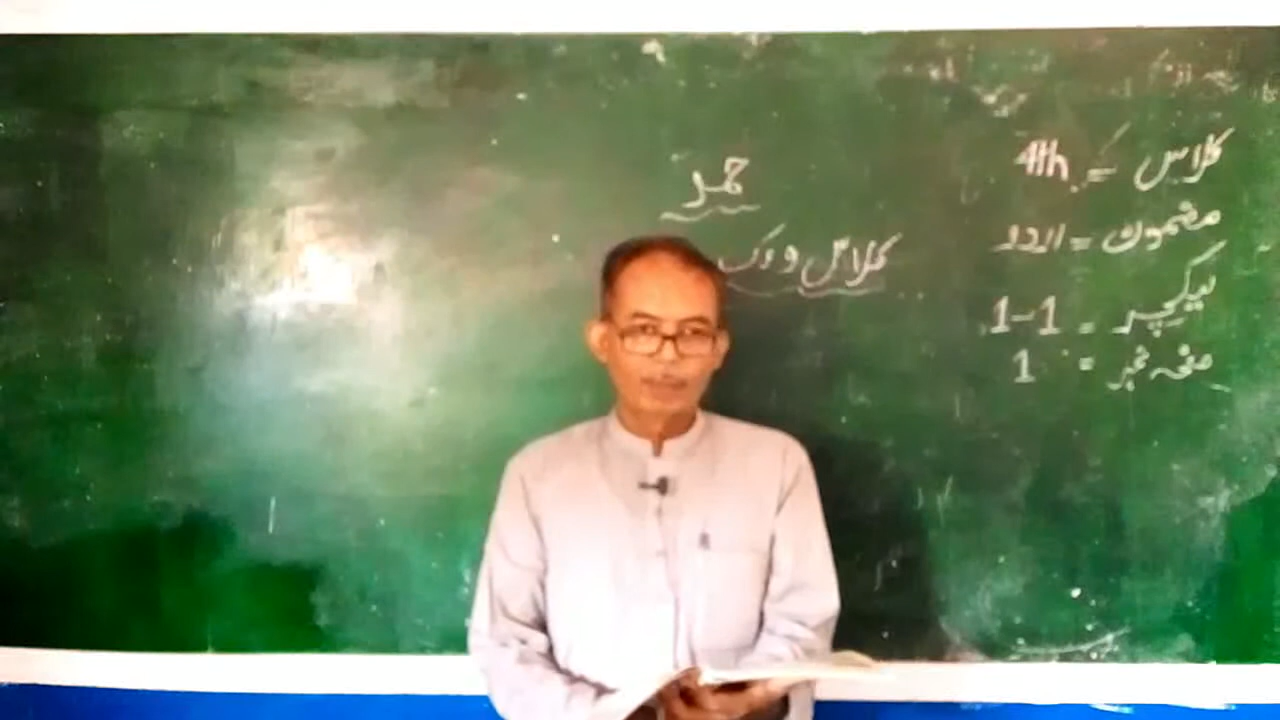 کلاس = 4th
مضمون = اردو
لیکچر = 1-1
صفحہ نمبر = 1
حمد
کلاس ورک